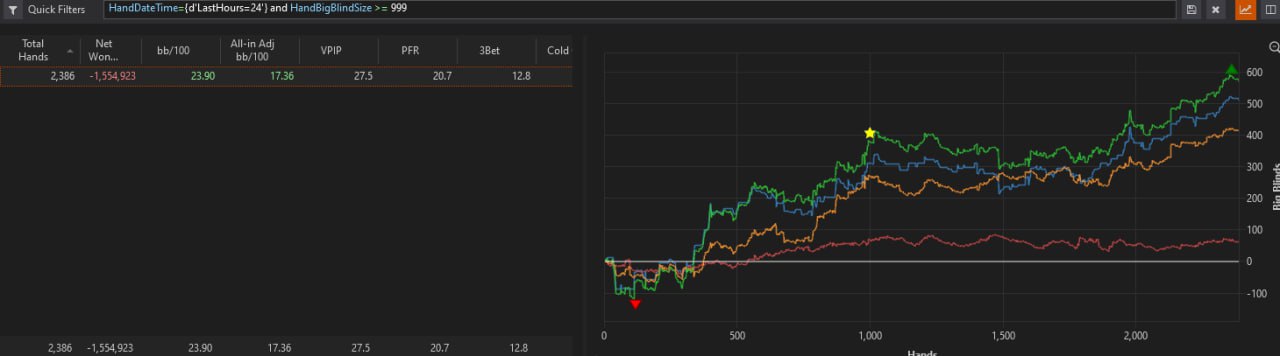 Quick Filters HandDateTime={d'LastHours=24'} and HandBigBlindSize >= 999
Total Hands Net Won... bb/100 All-in Adj bb/100 VPIP PFR 3Bet Cold
2,386 -1,554,923 23.90 17.36 27.5 20.7 12.8
2,386 -1,554,923 23.90 17.36 27.5 20.7 12.8
600
500
400
300
200
100
0
-100
Big Blinds
0 500 1,000 1,500 2,000
Hands